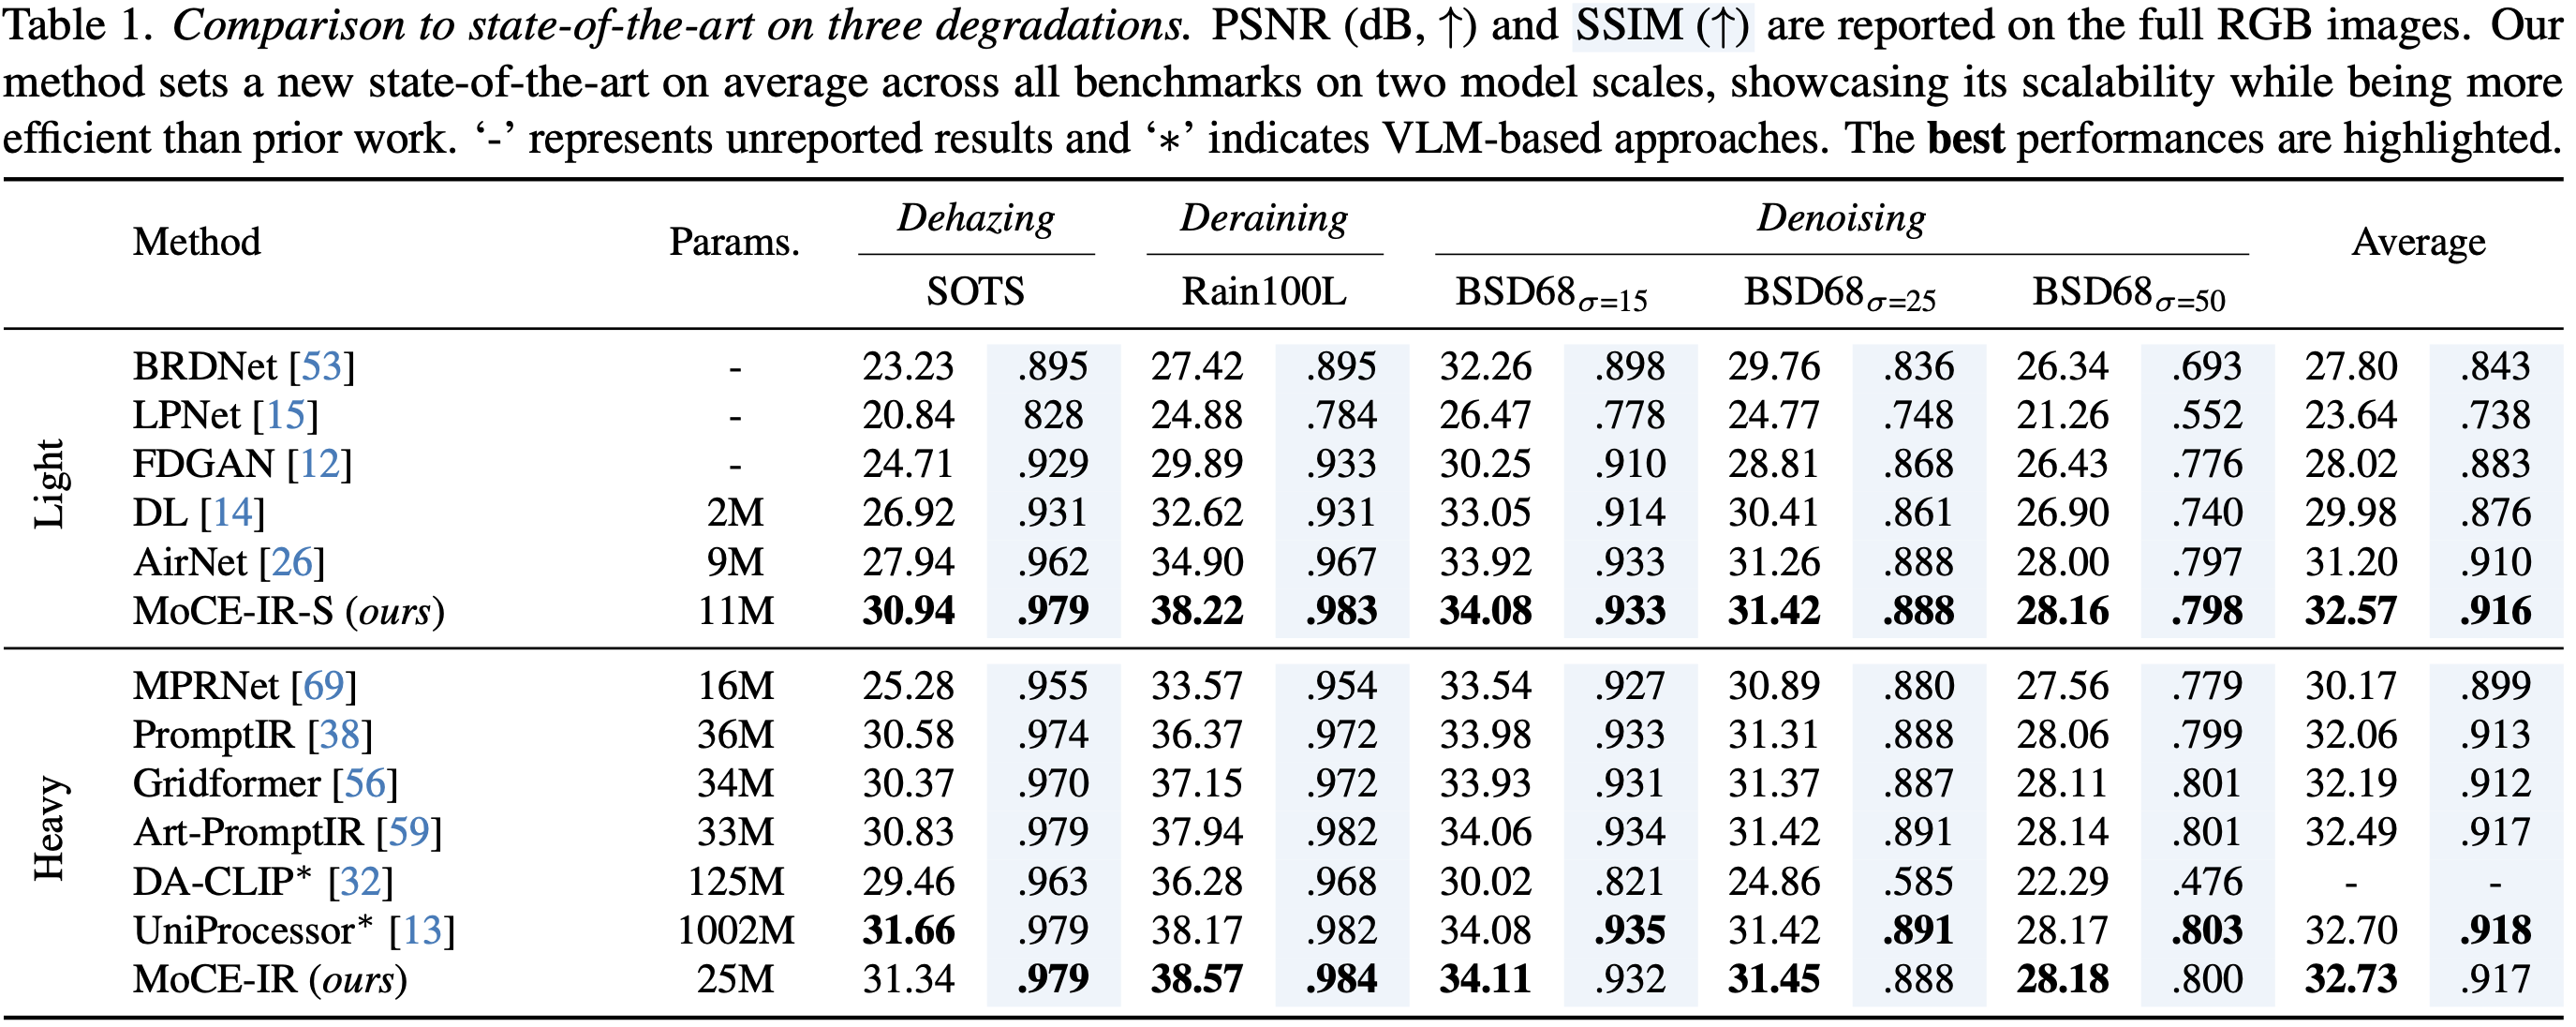 Table 1. Comparison to state-of-the-art on three degradations. PSNR (dB, ↑) and SSIM (↑) are reported on the full RGB images. Our
method sets a new state-of-the-art on average across all benchmarks on two model scales, showcasing its scalability while being more
efficient than prior work. ‘-’ represents unreported results and ‘∗’ indicates VLM-based approaches. The best performances are highlighted.
Method Params. Dehazing Deraining Denoising Average
SOTS Rain100L BSD68σ=15 BSD68σ=25 BSD68σ=50
Light
BRDNet [53] - 23.23 .895 27.42 .895 32.26 .898 29.76 .836 26.34 .693 27.80 .843
LPNet [15] - 20.84 828 24.88 .784 26.47 .778 24.77 .748 21.26 .552 23.64 .738
FDGAN [12] - 24.71 .929 29.89 .933 30.25 .910 28.81 .868 26.43 .776 28.02 .883
DL [14] 2M 26.92 .931 32.62 .931 33.05 .914 30.41 .861 26.90 .740 29.98 .876
AirNet [26] 9M 27.94 .962 34.90 .967 33.92 .933 31.26 .888 28.00 .797 31.20 .910
MoCE-IR-S (ours) 11M 30.94 .979 38.22 .983 34.08 .933 31.42 .888 28.16 .798 32.57 .916
Heavy
MPRNet [69] 16M 25.28 .955 33.57 .954 33.54 .927 30.89 .880 27.56 .779 30.17 .899
PromptIR [38] 36M 30.58 .974 36.37 .972 33.98 .933 31.31 .888 28.06 .799 32.06 .913
Gridformer [56] 34M 30.37 .970 37.15 .972 33.93 .931 31.37 .887 28.11 .801 32.19 .912
Art-PromptIR [59] 33M 30.83 .979 37.94 .982 34.06 .934 31.42 .891 28.14 .801 32.49 .917
DA-CLIP* [32] 125M 29.46 .963 36.28 .968 30.02 .821 24.86 .585 22.29 .476 - -
UniProcessor* [13] 1002M 31.66 .979 38.17 .982 34.08 .935 31.42 .891 28.17 .803 32.70 .918
MoCE-IR (ours) 25M 31.34 .979 38.57 .984 34.11 .932 31.45 .888 28.18 .800 32.73 .917